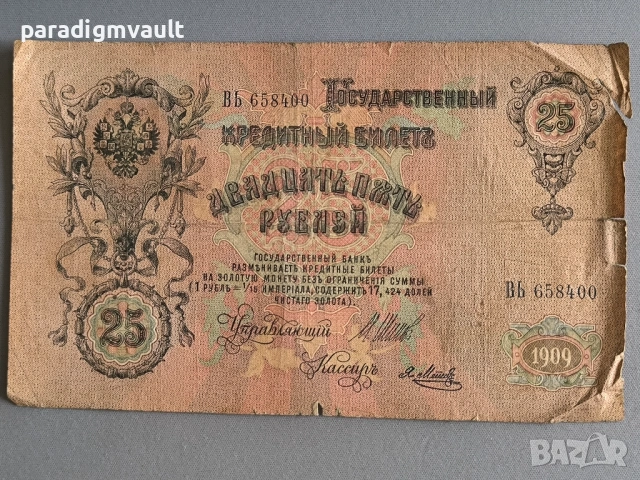 paradigmvault
ВЬ 658400 Государственный
25
Кредитный Билетъ
Двадцать пять
Рублей
Государственный Банкъ
размѣниваетъ кредитные билеты
на золотую монету безъ ограниченія суммы
(1 рубль = 1/15 имперіала, содержитъ 17,424 долей
чистаго золота).
ВЬ 658400
25
Управляющій
Кассиръ
1909
BAZAR